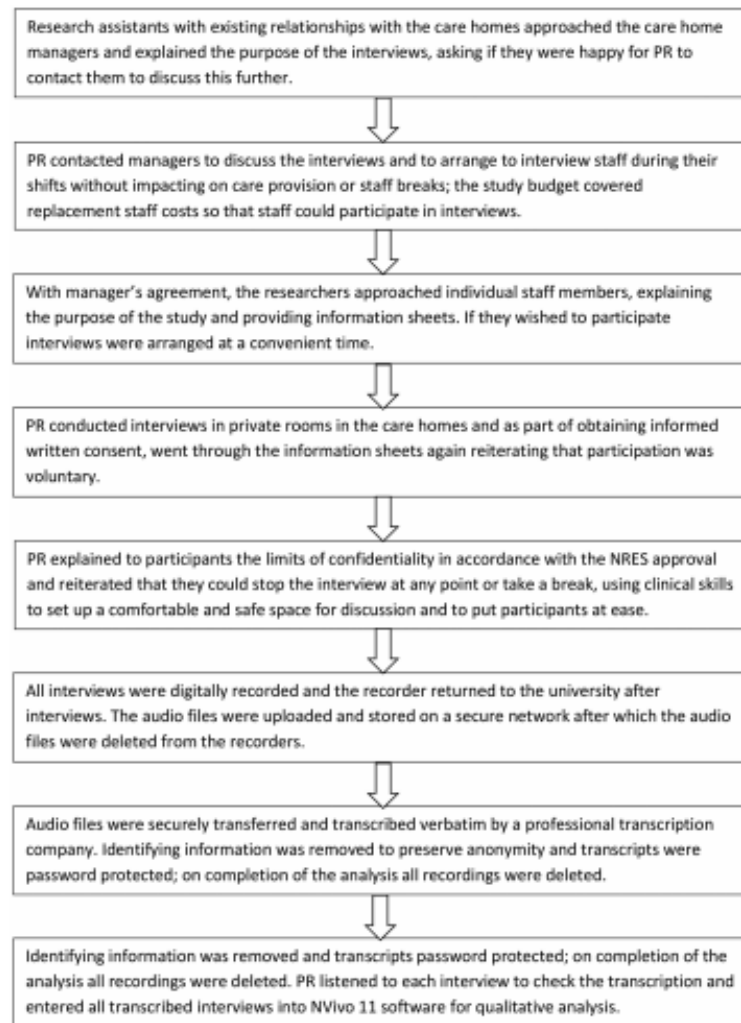 Research assistants with existing relationships with the care homes approached the care home
managers and explained the purpose of the interviews, asking if they were happy for PR to
contact them to discuss this further.
PR contacted managers to discuss the interviews and to arrange to interview staff during their
shifts without impacting on care provision or staff breaks; the study budget covered
replacement staff costs so that staff could participate in interviews.
With manager's agreement, the researchers approached individual staff members, explaining
the purpose of the study and providing information sheets. If they wished to participate
interviews were arranged at a convenient time.
PR conducted interviews in private rooms in the care homes and as part of obtaining informed
written consent, went through the information sheets again reiterating that participation was
voluntary.
PR explained to participants the limits of confidentiality in accordance with the NRES approval
and reiterated that they could stop the interview at any point or take a break, using clinical skills
to set up a comfortable and safe space for discussion and to put participants at ease.
All interviews were digitally recorded and the recorder returned to the university after
interviews. The audio files were uploaded and stored on a secure network after which the audio
files were deleted from the recorders.
Audio files were securely transferred and transcribed verbatim by a professional transcription
company. Identifying information was removed to preserve anonymity and transcripts were
password protected; on completion of the analysis all recordings were deleted.
Identifying information was removed and transcripts password protected; on completion of the
analysis all recordings were deleted. PR listened to each interview to check the transcription and
entered all transcribed interviews into NVivo 11 software for qualitative analysis.